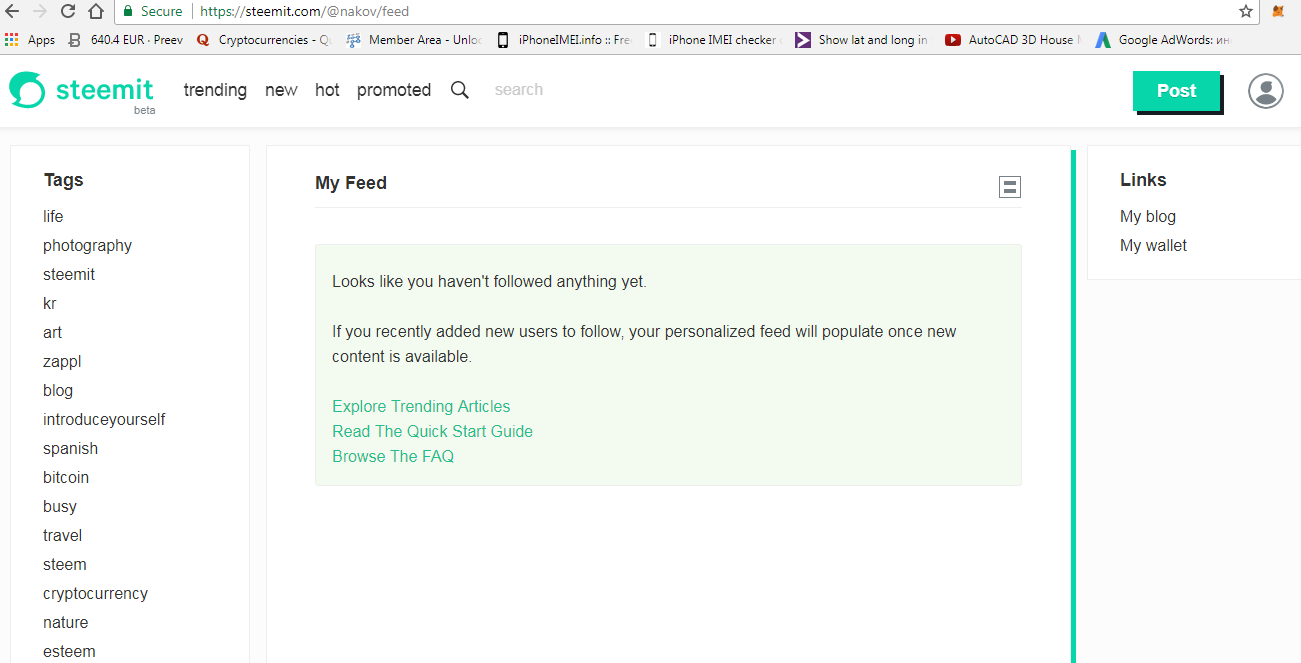 Secure https://steemit.com/@nakov/feed
Apps 640.4 EUR · Preev Cryptocurrencies - Member Area - Unloc iPhoneIMEI.info :: Fre iPhone IMEI checker Show lat and long in AutoCAD 3D House Google AdWords: ин
steemit
beta
trending new hot promoted search
Post
Tags
life
photography
steemit
kr
art
zappl
blog
introduceyourself
spanish
bitcoin
busy
travel
steem
cryptocurrency
nature
esteem
My Feed
Looks like you haven't followed anything yet.
If you recently added new users to follow, your personalized feed will populate once new
content is available.
Explore Trending Articles
Read The Quick Start Guide
Browse The FAQ
Links
My blog
My wallet